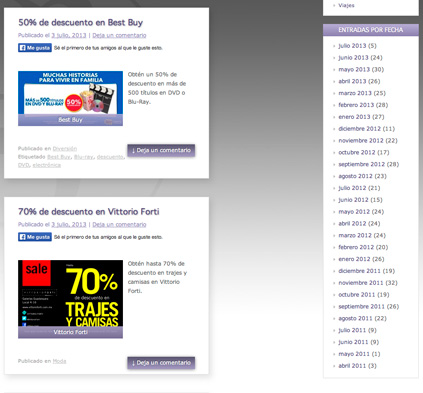 50% de descuento en Best Buy
Publicado el 3 julio, 2013 | Deja un comentario
Me gusta Sé el primero de tus amigos al que le guste esto.
MUCHAS HISTORIAS
PARA VIVIR EN FAMILIA
MÁS DE 500 TÍTULOS
EN DVD O BLU-RAY
50%
Best Buy
Obtén un 50% de
descuento en más de
500 títulos en DVD o
Blu-Ray.
Publicado en Diversión
Etiquetado Best Buy, Blu-ray, descuento,
DVD, electrónica
↓ Deja un comentario
70% de descuento en Vittorio Forti
Publicado el 3 julio, 2013 | Deja un comentario
Me gusta Sé el primero de tus amigos al que le guste esto.
sale
70%
de descuento en
TRAJES
Y CAMISAS
Vittorio Forti
Obtén hasta 70% de
descuento en trajes y
camisas en Vittorio
Forti.
Publicado en Moda
↓ Deja un comentario
Viajes
ENTRADAS POR FECHA
julio 2013 (5)
junio 2013 (24)
mayo 2013 (30)
abril 2013 (26)
marzo 2013 (25)
febrero 2013 (28)
enero 2013 (27)
diciembre 2012 (11)
noviembre 2012 (22)
octubre 2012 (17)
septiembre 2012 (28)
agosto 2012 (23)
julio 2012 (21)
junio 2012 (15)
mayo 2012 (24)
abril 2012 (24)
marzo 2012 (24)
febrero 2012 (20)
enero 2012 (26)
diciembre 2011 (19)
noviembre 2011 (32)
octubre 2011 (19)
septiembre 2011 (26)
agosto 2011 (22)
julio 2011 (9)
junio 2011 (9)
mayo 2011 (1)
abril 2011 (3)